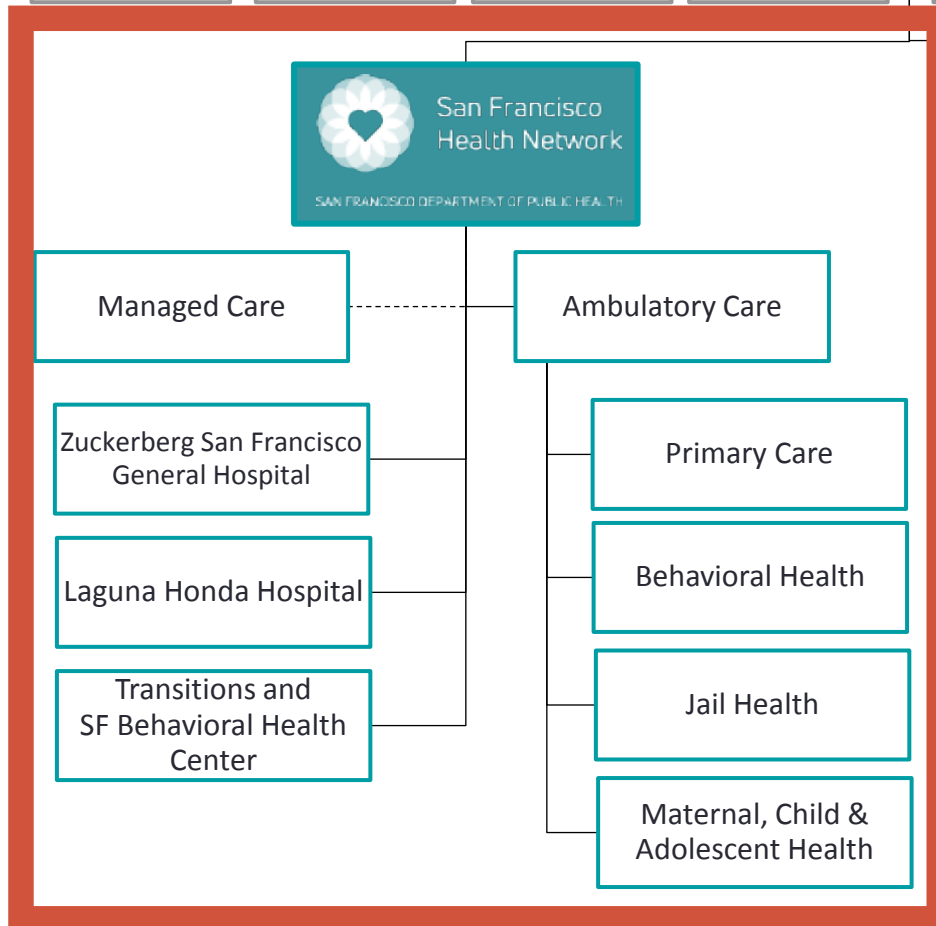 San Francisco
Health Network
SAN FRANCISCO DEPARTMENT OF PUBLIC HEALTH
Managed Care
Ambulatory Care
Zuckerberg San Francisco
General Hospital
Laguna Honda Hospital
Transitions and
SF Behavioral Health
Center
Primary Care
Behavioral Health
Jail Health
Maternal, Child &
Adolescent Health